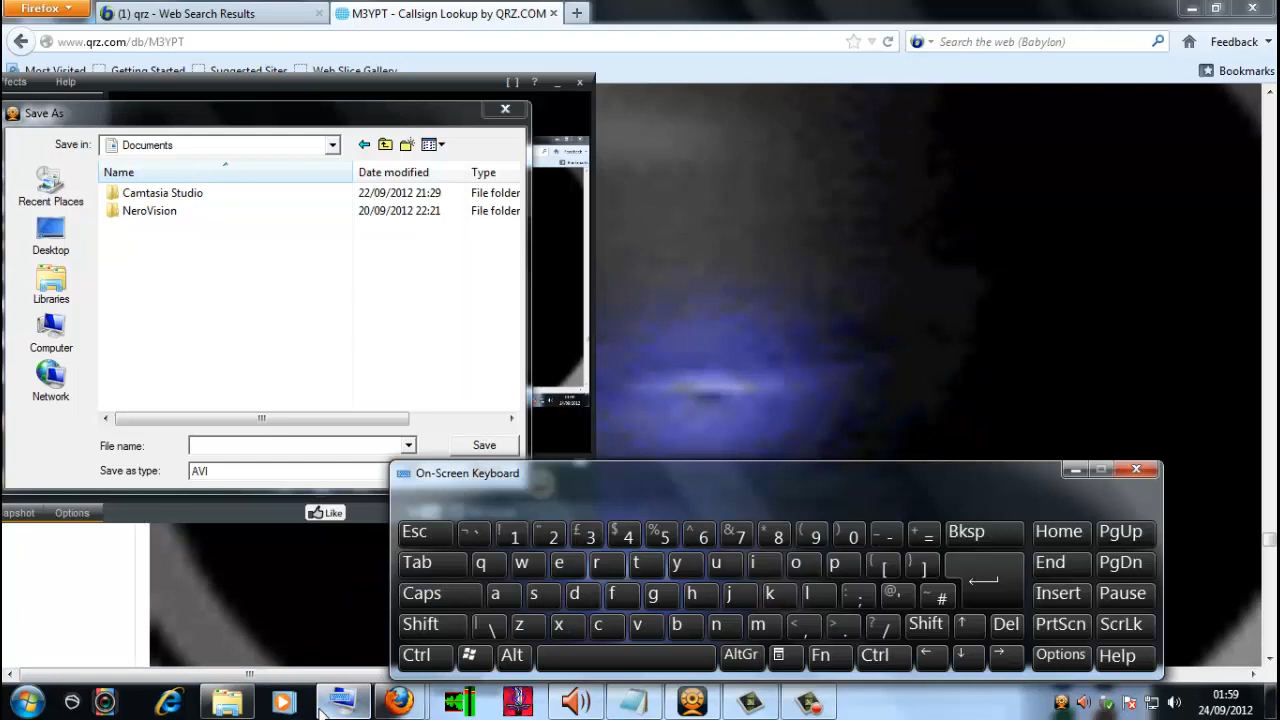 Firefox
(1) qrz - Web Search Results
M3YPT - Callsign Lookup by QRZ.COM
www.qrz.com/db/M3YPT
Search the web (Babylon)
Feedback
Most Visited
Getting Started
Suggested Sites
Web Slice Gallery
Bookmarks
ffects
Help
[ ] ? _ x
Save As
Save in:
Documents
Name
Date modified
Type
Camtasia Studio
22/09/2012 21:29
File folder
NeroVision
20/09/2012 22:21
File folder
Recent Places
Desktop
Libraries
Computer
Network
File name:
Save
Save as type:
AVI
apshot
Options
Like
On-Screen Keyboard
Esc ¬ ` ! 1 " 2 £ 3 $ 4 % 5 ^ 6 & 7 * 8 ( 9 ) 0 _ - + = Bksp Home PgUp
Tab q w e r t y u i o p { [ } ] End PgDn
Caps a s d f g h j k l : ; @ ' ~ # Insert Pause
Shift | \ z x c v b n m < , > . ? / Shift ↑ Del PrtScn ScrLk
Ctrl Alt AltGr Fn Ctrl ← ↓ → Options Help
01:59
24/09/2012